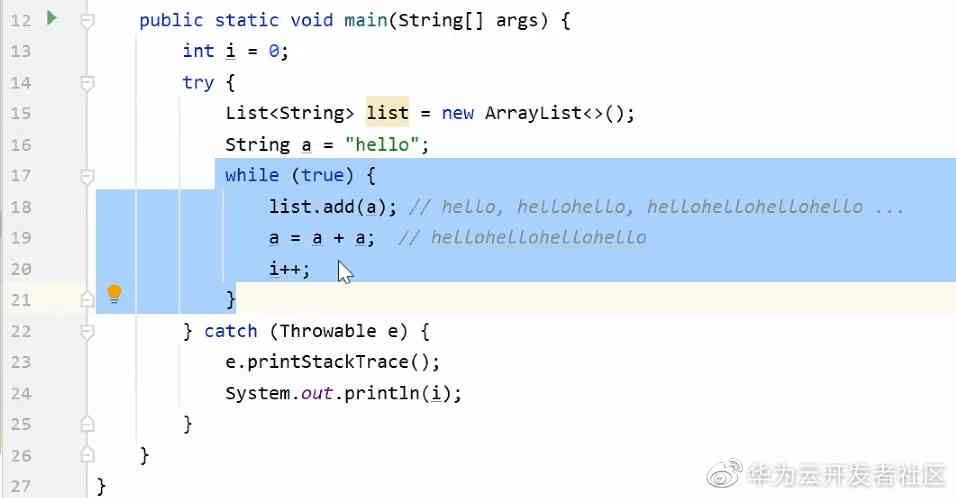 12 public static void main(String[] args) {
13 int i = 0;
14 try {
15 List<String> list = new ArrayList<>();
16 String a = "hello";
17 while (true) {
18 list.add(a); // hello, hellohello, hellohellohellohello ...
19 a = a + a;  // hellohellohellohello
20 i++;
21 }
22 } catch (Throwable e) {
23 e.printStackTrace();
24 System.out.println(i);
25 }
26 }
27 }
华为云开发者社区